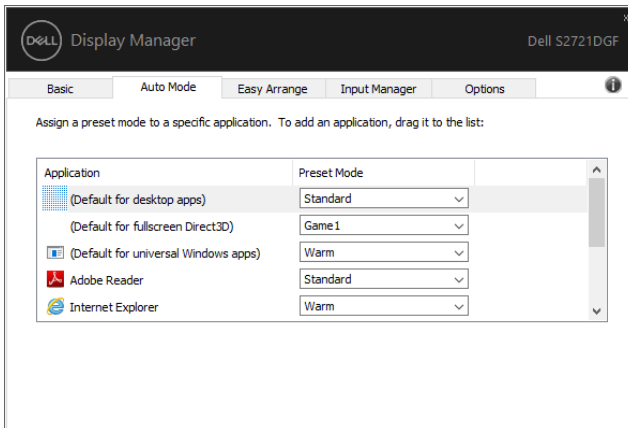 DELL Display Manager Dell S2721DGF
Basic Auto Mode Easy Arrange Input Manager Options
Assign a preset mode to a specific application. To add an application, drag it to the list:
Application Preset Mode
(Default for desktop apps) Standard
(Default for fullscreen Direct3D) Game1
(Default for universal Windows apps) Warm
Adobe Reader Standard
Internet Explorer Warm